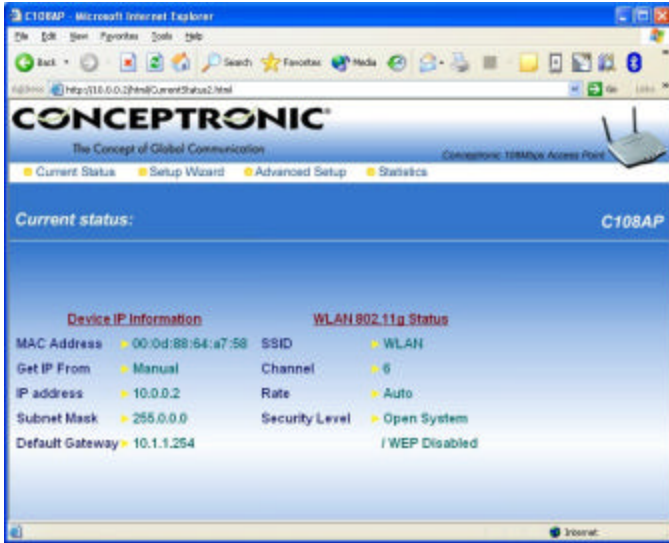 C108AP - Microsoft Internet Explorer
File Edit View Favorites Tools Help
Back Search Favorites Media
Address http://10.0.0.2/html/CurrentStatus2.html Go Links
CONCEPTRONIC
The Concept of Global Communication
Conceptronic 108Mbps Access Point
Current Status Setup Wizard Advanced Setup Statistics
Current status: C108AP
Device IP Information WLAN 802.11g Status
MAC Address 00:0d:88:64:a7:58 SSID WLAN
Get IP From Manual Channel 6
IP address 10.0.0.2 Rate Auto
Subnet Mask 255.0.0.0 Security Level Open System
Default Gateway 10.1.1.254 / WEP Disabled
Internet